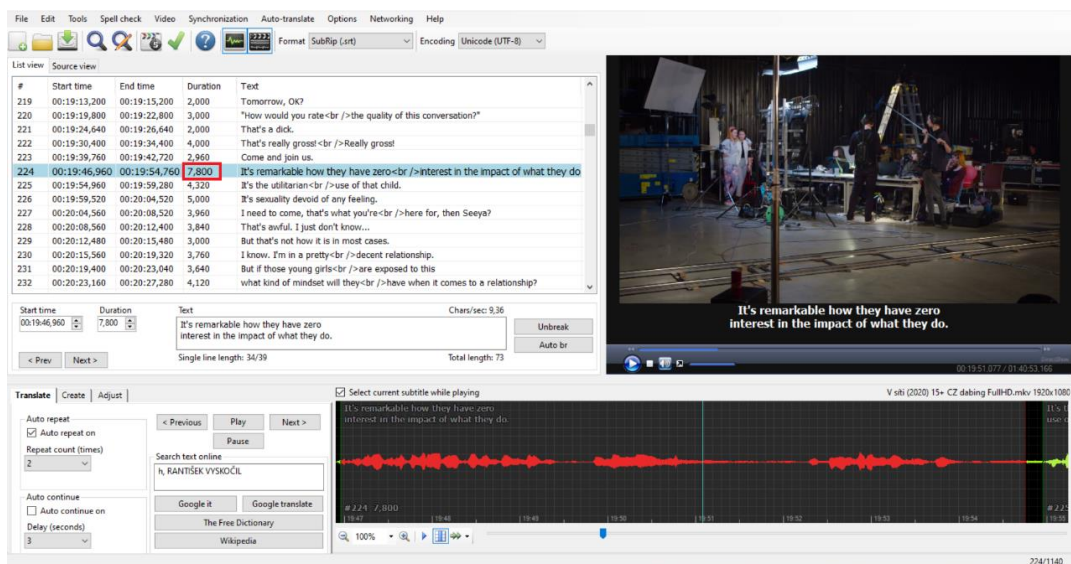 File Edit Tools Spell check Video Synchronization Auto-translate Options Networking Help
Format SubRip (.srt) Encoding Unicode (UTF-8)
List view Source view
# Start time End time Duration Text
219 00:19:13,200 00:19:15,200 2,000 Tomorrow, OK?
220 00:19:19,800 00:19:22,800 3,000 "How would you rate<br />the quality of this conversation?"
221 00:19:24,640 00:19:26,640 2,000 That's a dick.
222 00:19:30,400 00:19:34,400 4,000 That's really gross!<br />Really gross!
223 00:19:39,760 00:19:42,720 2,960 Come and join us.
224 00:19:46,960 00:19:54,760 7,800 It's remarkable how they have zero<br />interest in the impact of what they do
225 00:19:54,960 00:19:59,280 4,320 It's the utilitarian<br />use of that child.
226 00:19:59,520 00:20:04,520 5,000 It's sexuality devoid of any feeling.
227 00:20:04,560 00:20:08,520 3,960 I need to come, that's what you're<br />here for, then Seeya?
228 00:20:08,560 00:20:12,400 3,840 That's awful. I just don't know...
229 00:20:12,480 00:20:15,480 3,000 But that's not how it is in most cases.
230 00:20:15,560 00:20:19,320 3,760 I know. I'm in a pretty<br />decent relationship.
231 00:20:19,400 00:20:23,040 3,640 But if those young girls<br />are exposed to this
232 00:20:23,160 00:20:27,280 4,120 what kind of mindset will they<br />have when it comes to a relationship?
Start time Duration Text Chars/sec: 9,36
00:19:46,960 7,800
It's remarkable how they have zero
interest in the impact of what they do.
Unbreak
Auto br
< Prev Next > Single line length: 34/39 Total length: 73
It's remarkable how they have zero
interest in the impact of what they do.
00:19:51.077 / 01:40:53.166
Translate Create Adjust
Auto repeat
Auto repeat on
Repeat count (times)
2
Auto continue
Auto continue on
Delay (seconds)
3
< Previous Play Next >
Pause
Search text online
h, RANTIŠEK VYSKOČIL
Google it Google translate
The Free Dictionary
Wikipedia
Select current subtitle while playing V síti (2020) 15+ CZ dabing FullHD.mkv 1920x1080
It's remarkable how they have zero
interest in the impact of what they do.
It's t
use o
#224 7,800 #225
19:47 19:48 19:49 19:50 19:51 19:52 19:53 19:54 19:55
100%
224/1140